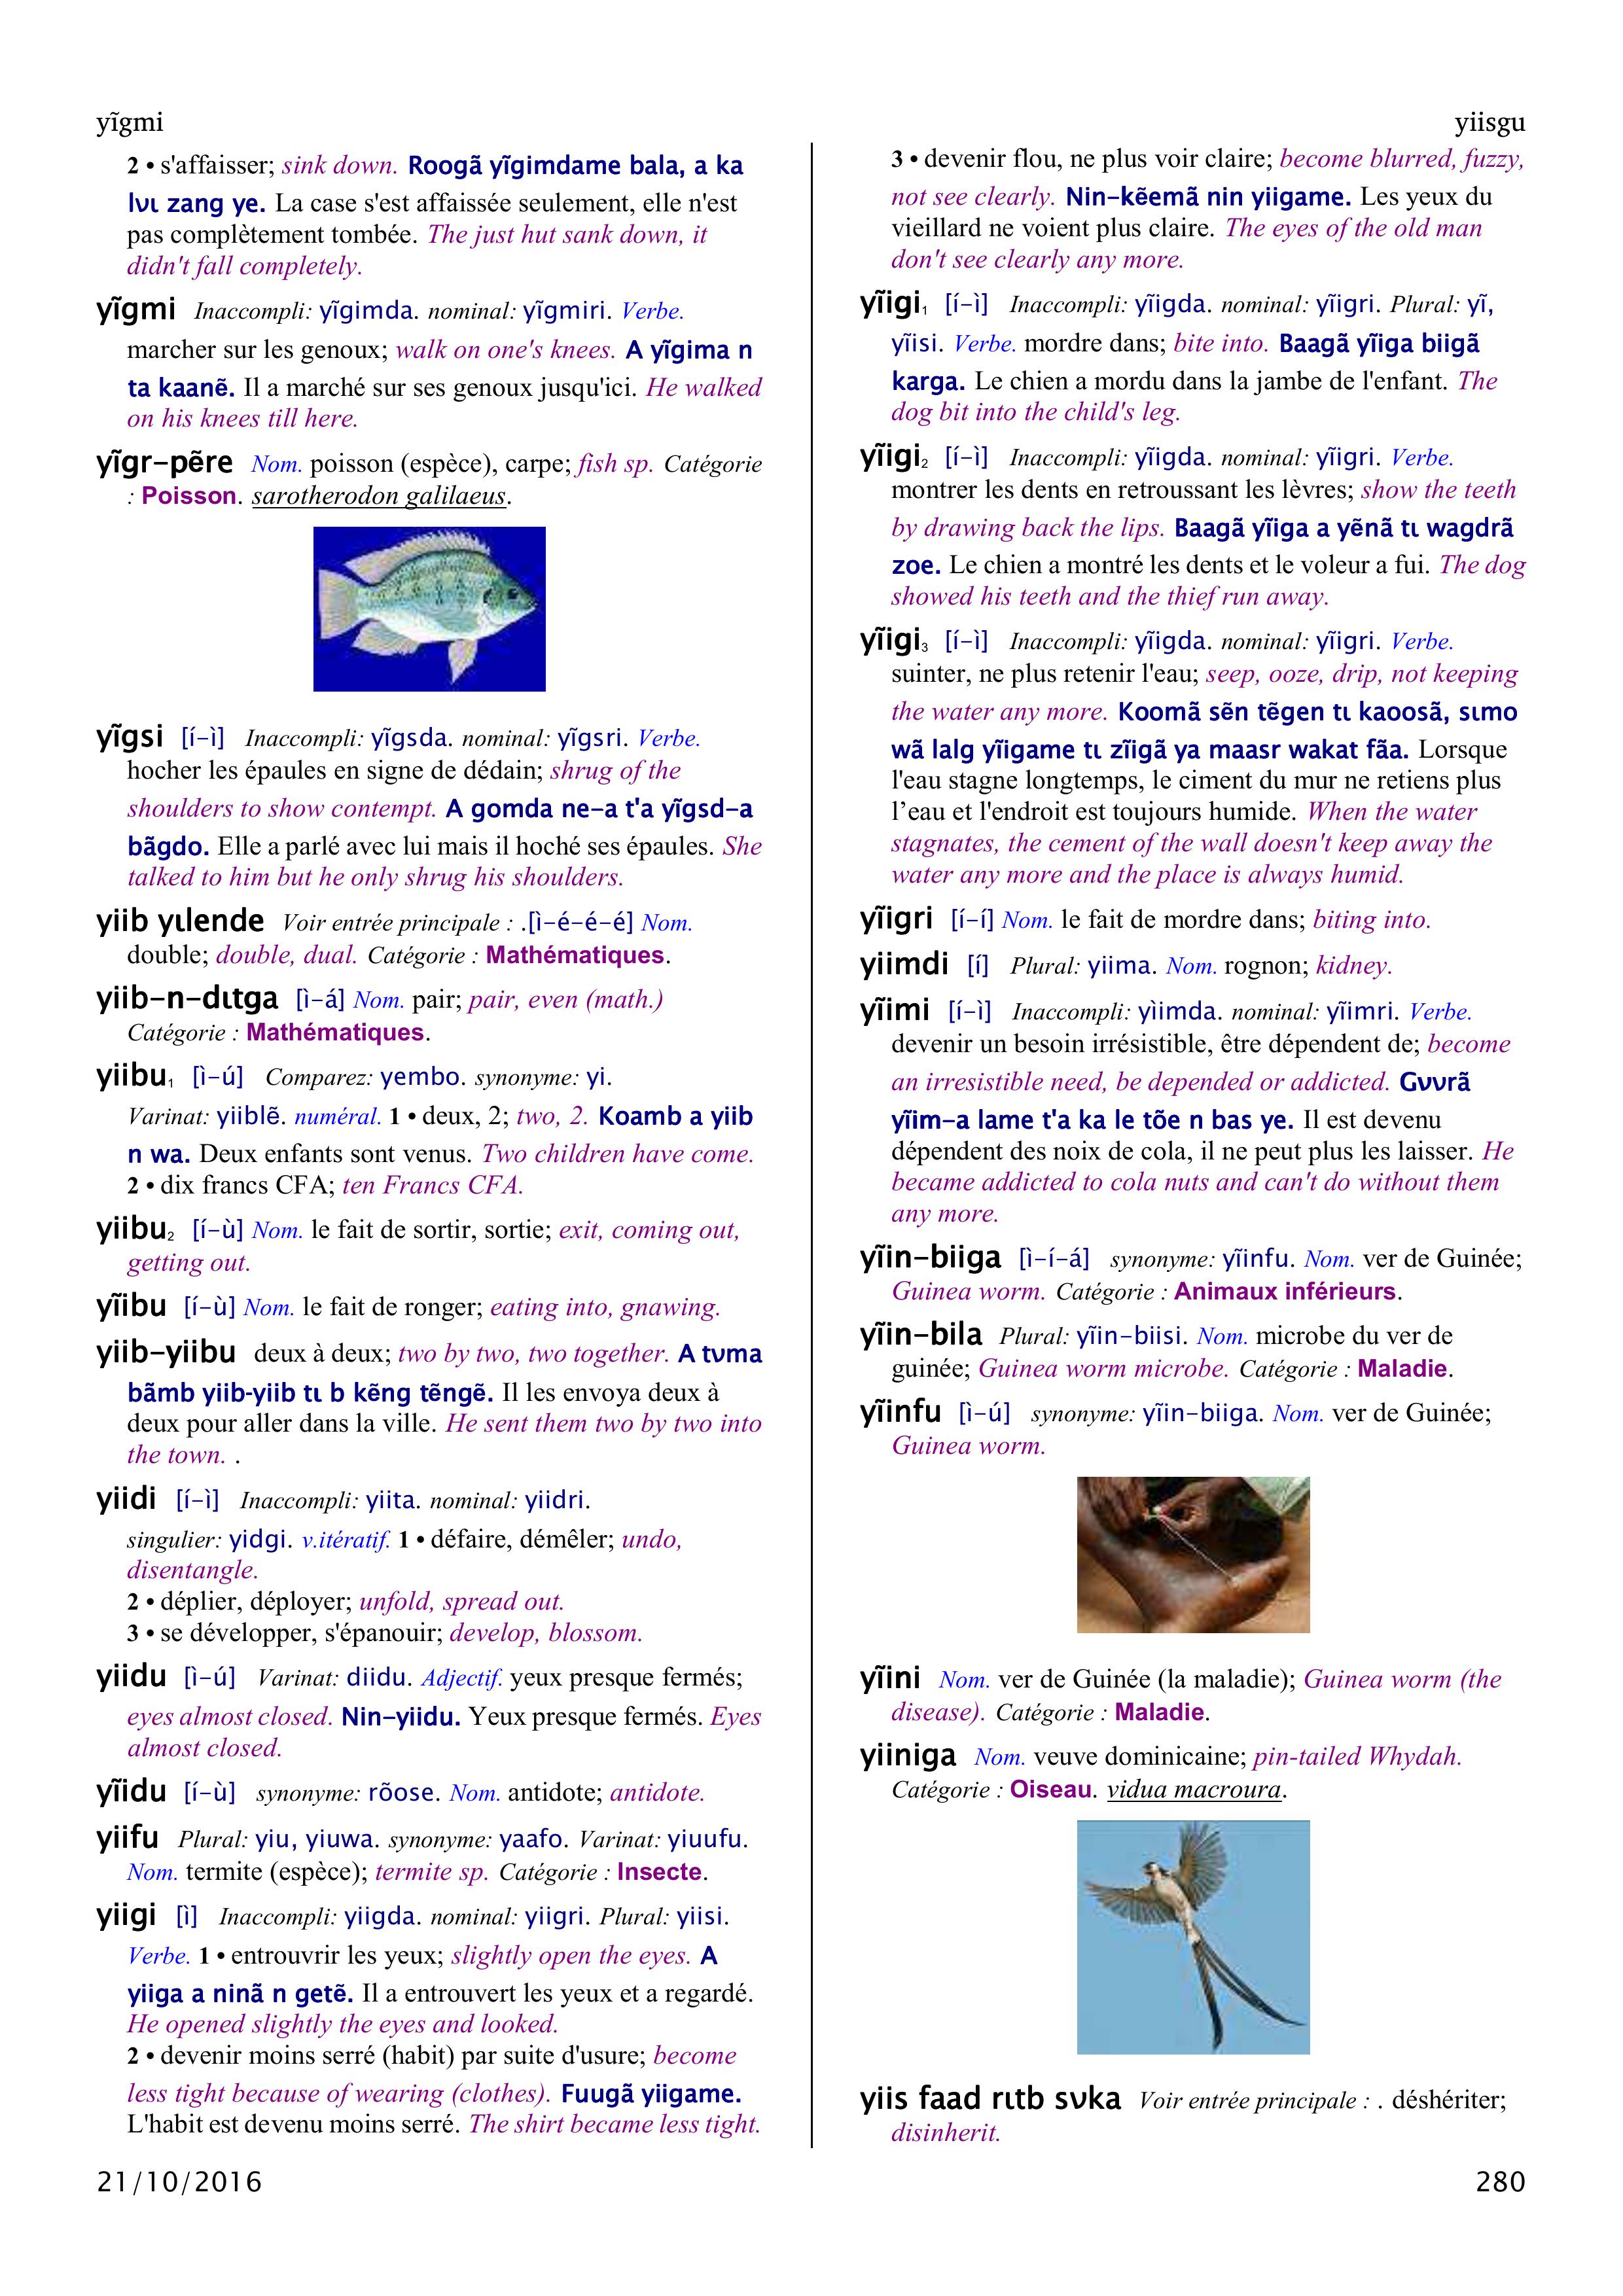 yĩgmi
yiisgu
2 • s'affaisser; sink down. Roogã yĩgimdame bala, a ka
lʋɩ zang ye. La case s'est affaissée seulement, elle n'est
pas complètement tombée. The just hut sank down, it
didn't fall completely.
yĩgmi Inaccompli: yĩgimda. nominal: yĩgmiri. Verbe.
marcher sur les genoux; walk on one's knees. A yĩgima n
ta kaanẽ. Il a marché sur ses genoux jusqu'ici. He walked
on his knees till here.
yĩgr-pẽre Nom. poisson (espèce), carpe; fish sp. Catégorie
: Poisson. sarotherodon galilaeus.
yĩgsi [í-ì] Inaccompli: yĩgsda. nominal: yĩgsri. Verbe.
hocher les épaules en signe de dédain; shrug of the
shoulders to show contempt. A gomda ne-a t'a yĩgsd-a
bãgdo. Elle a parlé avec lui mais il hoché ses épaules. She
talked to him but he only shrug his shoulders.
yiib yɩlende Voir entrée principale : .[ì-é-é-é] Nom.
double; double, dual. Catégorie : Mathématiques.
yiib-n-dɩtga [ì-á] Nom. pair; pair, even (math.)
Catégorie : Mathématiques.
yiibu1 [ì-ú] Comparez: yembo. synonyme: yi.
Varinat: yiiblẽ. numéral. 1 • deux, 2; two, 2. Koamb a yiib
n wa. Deux enfants sont venus. Two children have come.
2 • dix francs CFA; ten Francs CFA.
yiibu2 [í-ù] Nom. le fait de sortir, sortie; exit, coming out,
getting out.
yĩibu [í-ù] Nom. le fait de ronger; eating into, gnawing.
yiib-yiibu deux à deux; two by two, two together. A tʋma
bãmb yiib-yiib tɩ b kẽng tẽngẽ. Il les envoya deux à
deux pour aller dans la ville. He sent them two by two into
the town. .
yiidi [í-ì] Inaccompli: yiita. nominal: yiidri.
singulier: yidgi. v.itératif. 1 • défaire, démêler; undo,
disentangle.
2 • déplier, déployer; unfold, spread out.
3 • se développer, s'épanouir; develop, blossom.
yiidu [ì-ú] Varinat: diidu. Adjectif. yeux presque fermés;
eyes almost closed. Nin-yiidu. Yeux presque fermés. Eyes
almost closed.
yĩidu [í-ù] synonyme: rõose. Nom. antidote; antidote.
yiifu Plural: yiu, yiuwa. synonyme: yaafo. Varinat: yiuufu.
Nom. termite (espèce); termite sp. Catégorie : Insecte.
yiigi [ì] Inaccompli: yiigda. nominal: yiigri. Plural: yiisi.
Verbe. 1 • entrouvrir les yeux; slightly open the eyes. A
yiiga a ninã n getẽ. Il a entrouvert les yeux et a regardé.
He opened slightly the eyes and looked.
2 • devenir moins serré (habit) par suite d'usure; become
less tight because of wearing (clothes). Fuugã yiigame.
L'habit est devenu moins serré. The shirt became less tight.
3 • devenir flou, ne plus voir claire; become blurred, fuzzy,
not see clearly. Nin-kẽemã nin yiigame. Les yeux du
vieillard ne voient plus claire. The eyes of the old man
don't see clearly any more.
yĩigi1 [í-ì] Inaccompli: yĩigda. nominal: yĩigri. Plural: yĩ,
yĩisi. Verbe. mordre dans; bite into. Baagã yĩiga biigã
karga. Le chien a mordu dans la jambe de l'enfant. The
dog bit into the child's leg.
yĩigi2 [í-ì] Inaccompli: yĩigda. nominal: yĩigri. Verbe.
montrer les dents en retroussant les lèvres; show the teeth
by drawing back the lips. Baagã yĩiga a yẽnã tɩ wagdrã
zoe. Le chien a montré les dents et le voleur a fui. The dog
showed his teeth and the thief run away.
yĩigi3 [í-ì] Inaccompli: yĩigda. nominal: yĩigri. Verbe.
suinter, ne plus retenir l'eau; seep, ooze, drip, not keeping
the water any more. Koomã sẽn tẽgen tɩ kaoosã, sɩmo
wã lalg yĩigame tɩ zĩigã ya maasr wakat fãa. Lorsque
l'eau stagne longtemps, le ciment du mur ne retiens plus
l’eau et l'endroit est toujours humide. When the water
stagnates, the cement of the wall doesn't keep away the
water any more and the place is always humid.
yĩigri [í-í] Nom. le fait de mordre dans; biting into.
yiimdi [í] Plural: yiima. Nom. rognon; kidney.
yĩimi [í-ì] Inaccompli: yìimda. nominal: yĩimri. Verbe.
devenir un besoin irrésistible, être dépendent de; become
an irresistible need, be depended or addicted. Gʋʋrã
yĩim-a lame t'a ka le tõe n bas ye. Il est devenu
dépendent des noix de cola, il ne peut plus les laisser. He
became addicted to cola nuts and can't do without them
any more.
yĩin-biiga [ì-í-á] synonyme: yĩinfu. Nom. ver de Guinée;
Guinea worm. Catégorie : Animaux inférieurs.
yĩin-bila Plural: yĩin-biisi. Nom. microbe du ver de
guinée; Guinea worm microbe. Catégorie : Maladie.
yĩinfu [ì-ú] synonyme: yĩin-biiga. Nom. ver de Guinée;
Guinea worm.
yĩini Nom. ver de Guinée (la maladie); Guinea worm (the
disease). Catégorie : Maladie.
yiiniga Nom. veuve dominicaine; pin-tailed Whydah.
Catégorie : Oiseau. vidua macroura.
yiis faad rɩtb sʋka Voir entrée principale : . déshériter;
disinherit.
21/10/2016
280